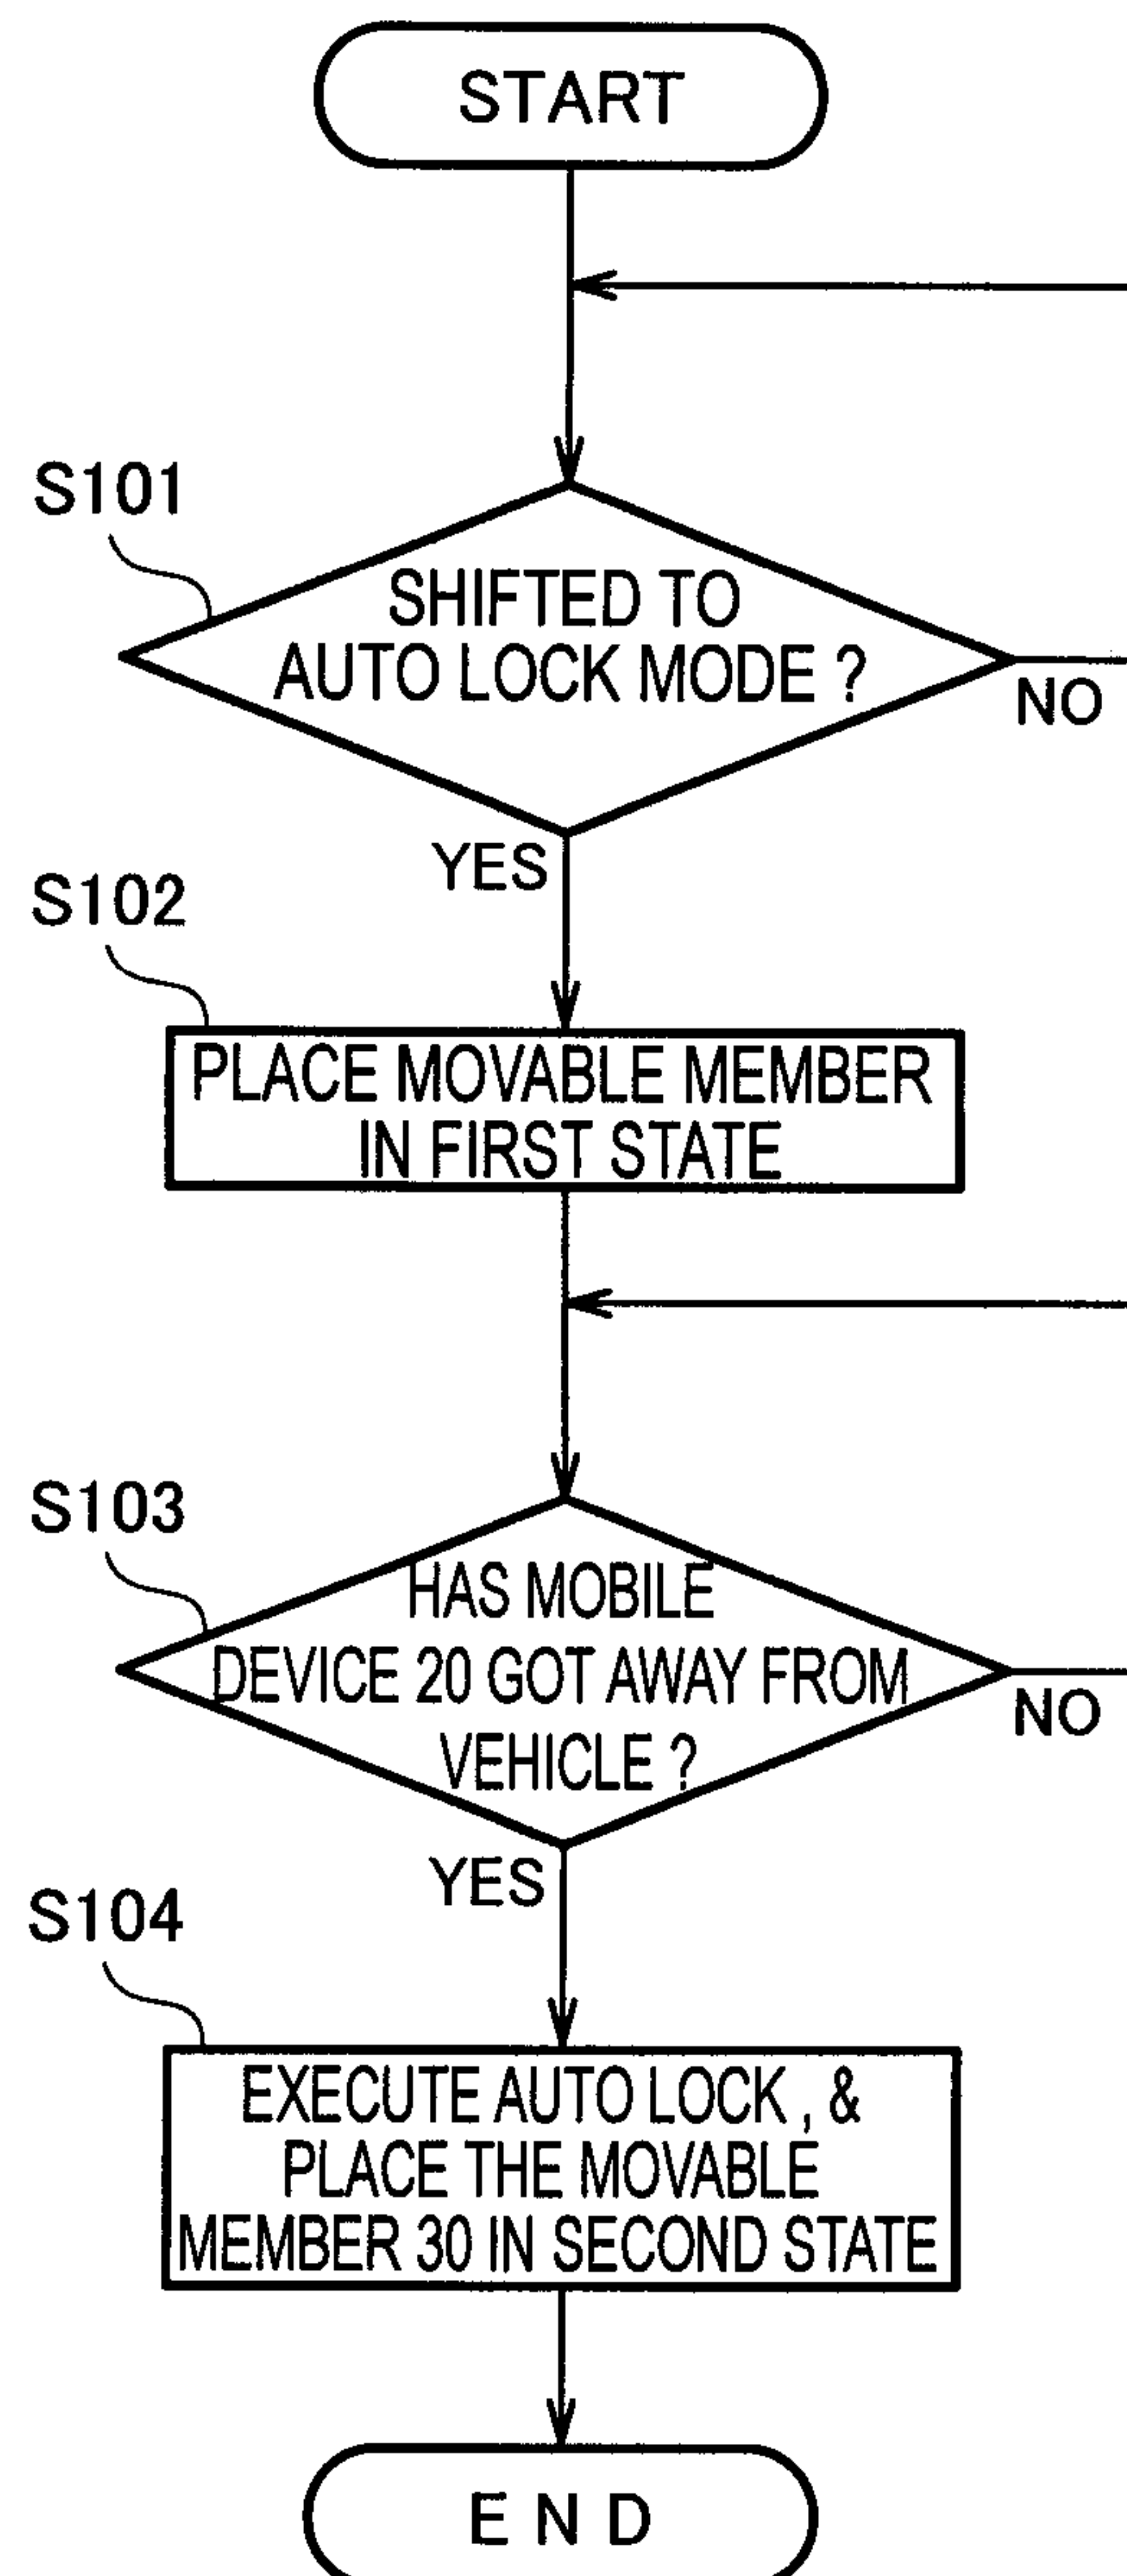 START
S101
SHIFTED TO
AUTO LOCK MODE ?
NO
YES
S102
PLACE MOVABLE MEMBER
IN FIRST STATE
S103
HAS MOBILE
DEVICE 20 GOT AWAY FROM
VEHICLE ?
NO
YES
S104
EXECUTE AUTO LOCK , &
PLACE THE MOVABLE
MEMBER 30 IN SECOND STATE
END